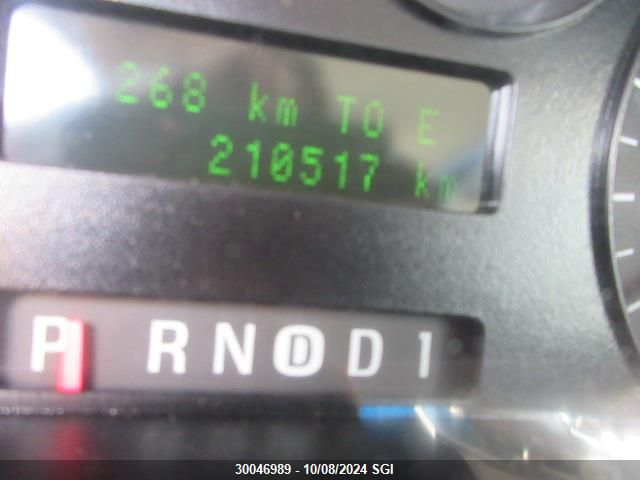 268 km TO E
210517 km
P R N D D 1
30046989 - 10/08/2024 SGI